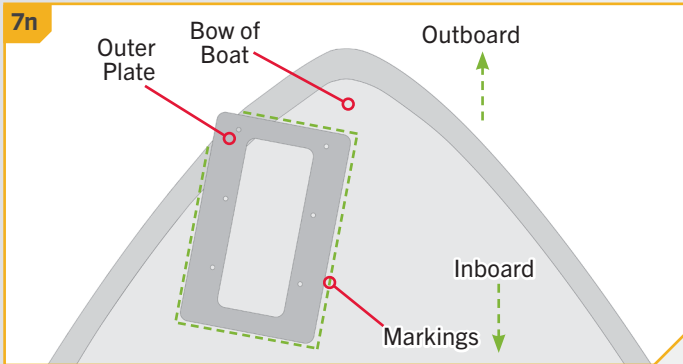 7n
Bow of
Boat
Outer
Plate
Outboard
Inboard
Markings